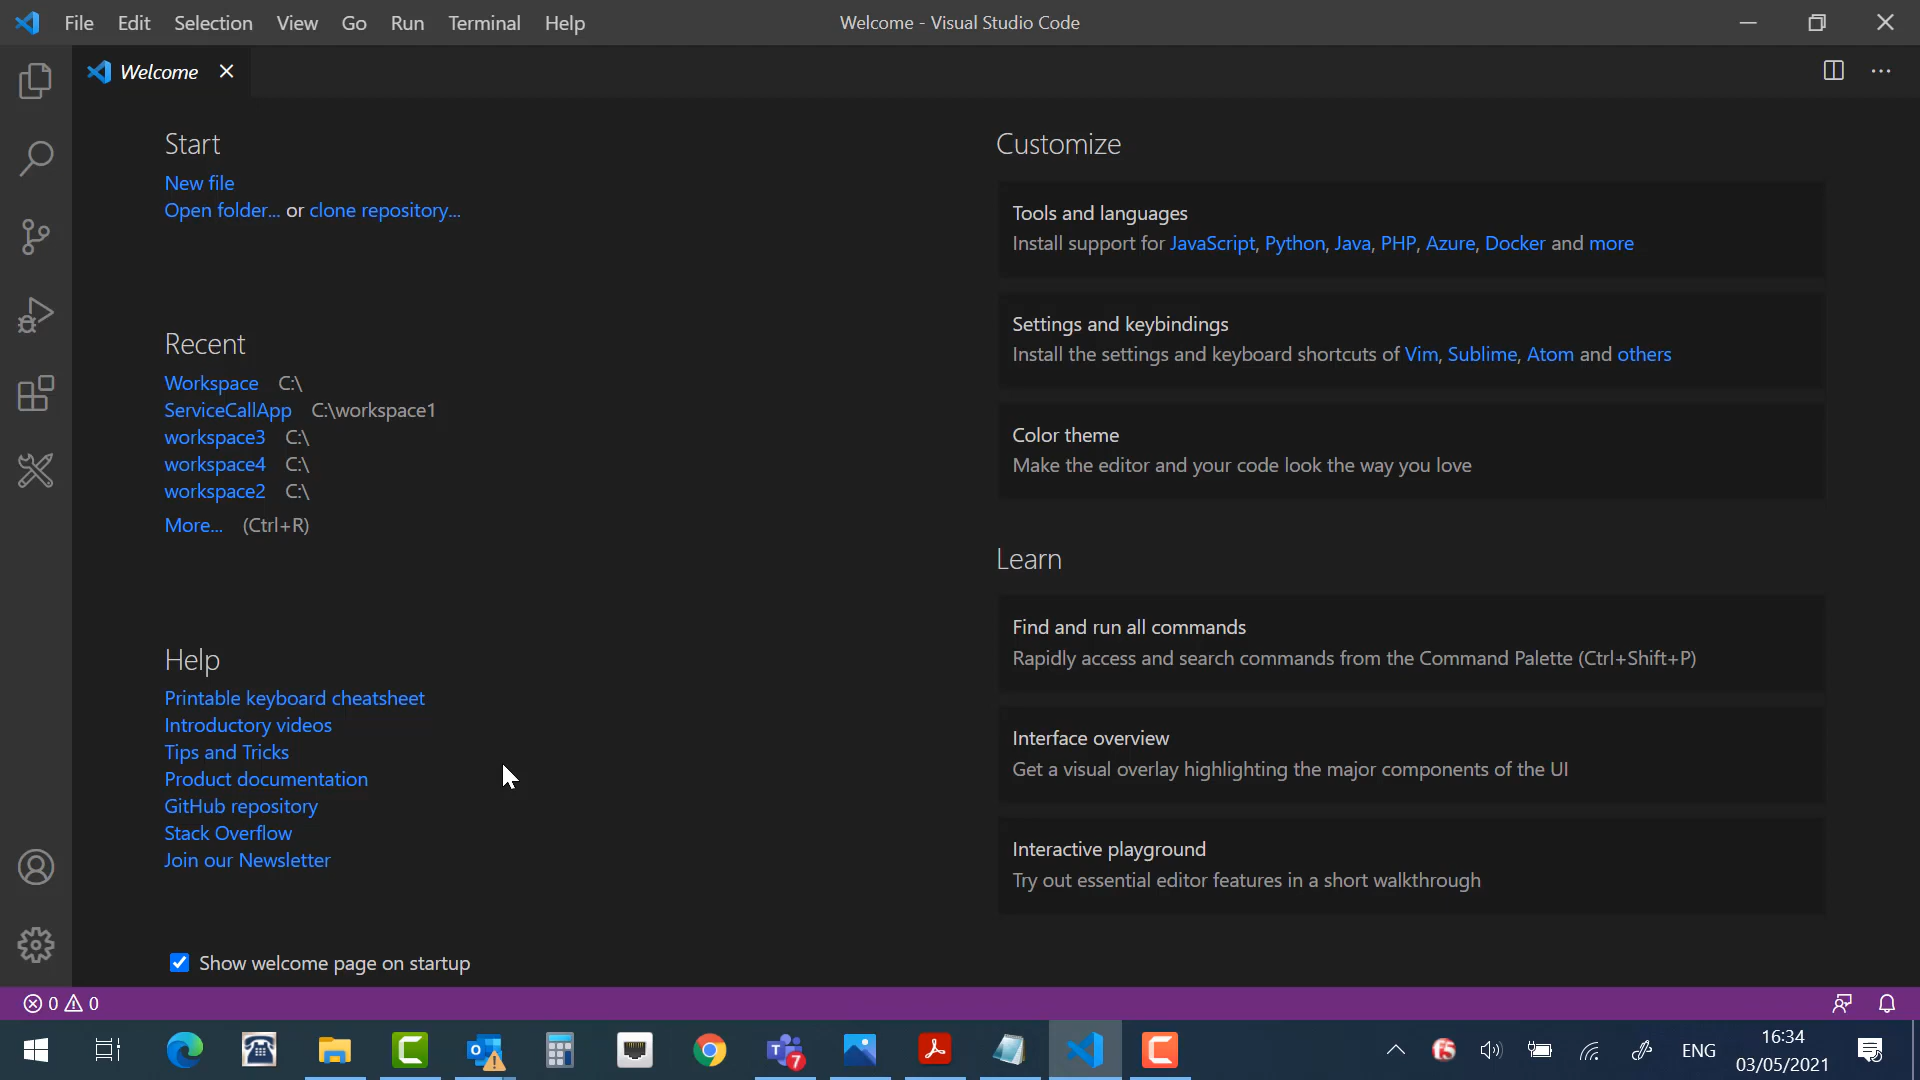 File Edit Selection View Go Run Terminal Help
Welcome - Visual Studio Code
Welcome
Start
New file
Open folder... or clone repository...
Recent
Workspace C:\
ServiceCallApp C:\workspace1
workspace3 C:\
workspace4 C:\
workspace2 C:\
More... (Ctrl+R)
Help
Printable keyboard cheatsheet
Introductory videos
Tips and Tricks
Product documentation
GitHub repository
Stack Overflow
Join our Newsletter
Show welcome page on startup
Customize
Tools and languages
Install support for JavaScript, Python, Java, PHP, Azure, Docker and more
Settings and keybindings
Install the settings and keyboard shortcuts of Vim, Sublime, Atom and others
Color theme
Make the editor and your code look the way you love
Learn
Find and run all commands
Rapidly access and search commands from the Command Palette (Ctrl+Shift+P)
Interface overview
Get a visual overlay highlighting the major components of the UI
Interactive playground
Try out essential editor features in a short walkthrough
0 0
7
ENG
16:34
03/05/2021